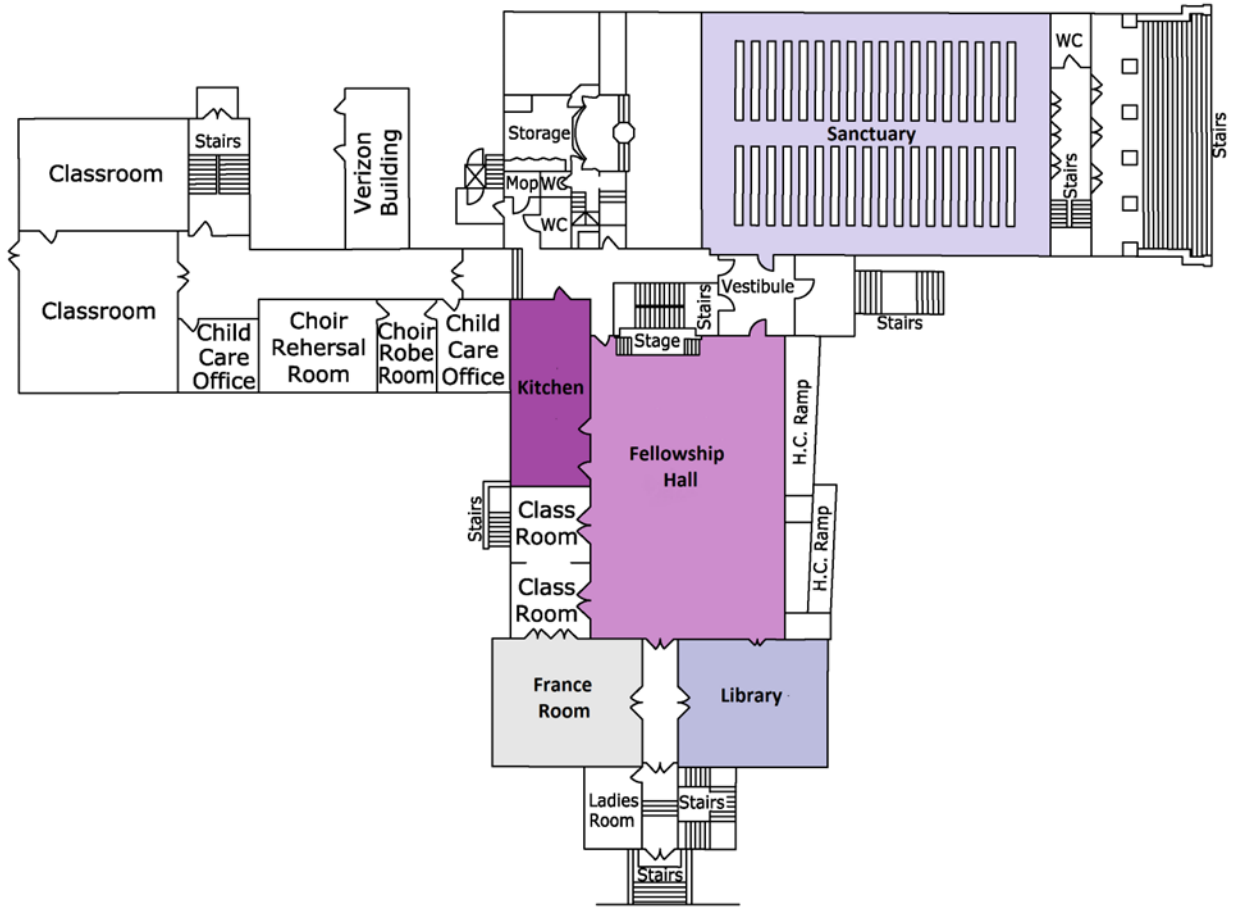 WC
Stairs
Sanctuary
Stairs
Storage
Stairs
Classroom
Verizon
Building
Mop
WC
WC
Stairs
Classroom
Vestibule
Stairs
Stairs
Stage
Child
Care
Office
Choir
Rehersal
Room
Choir
Robe
Room
Child
Care
Office
Kitchen
H.C. Ramp
Fellowship
Hall
Stairs
Class
Room
H.C. Ramp
Class
Room
France
Room
Library
Ladies
Room
Stairs
Stairs